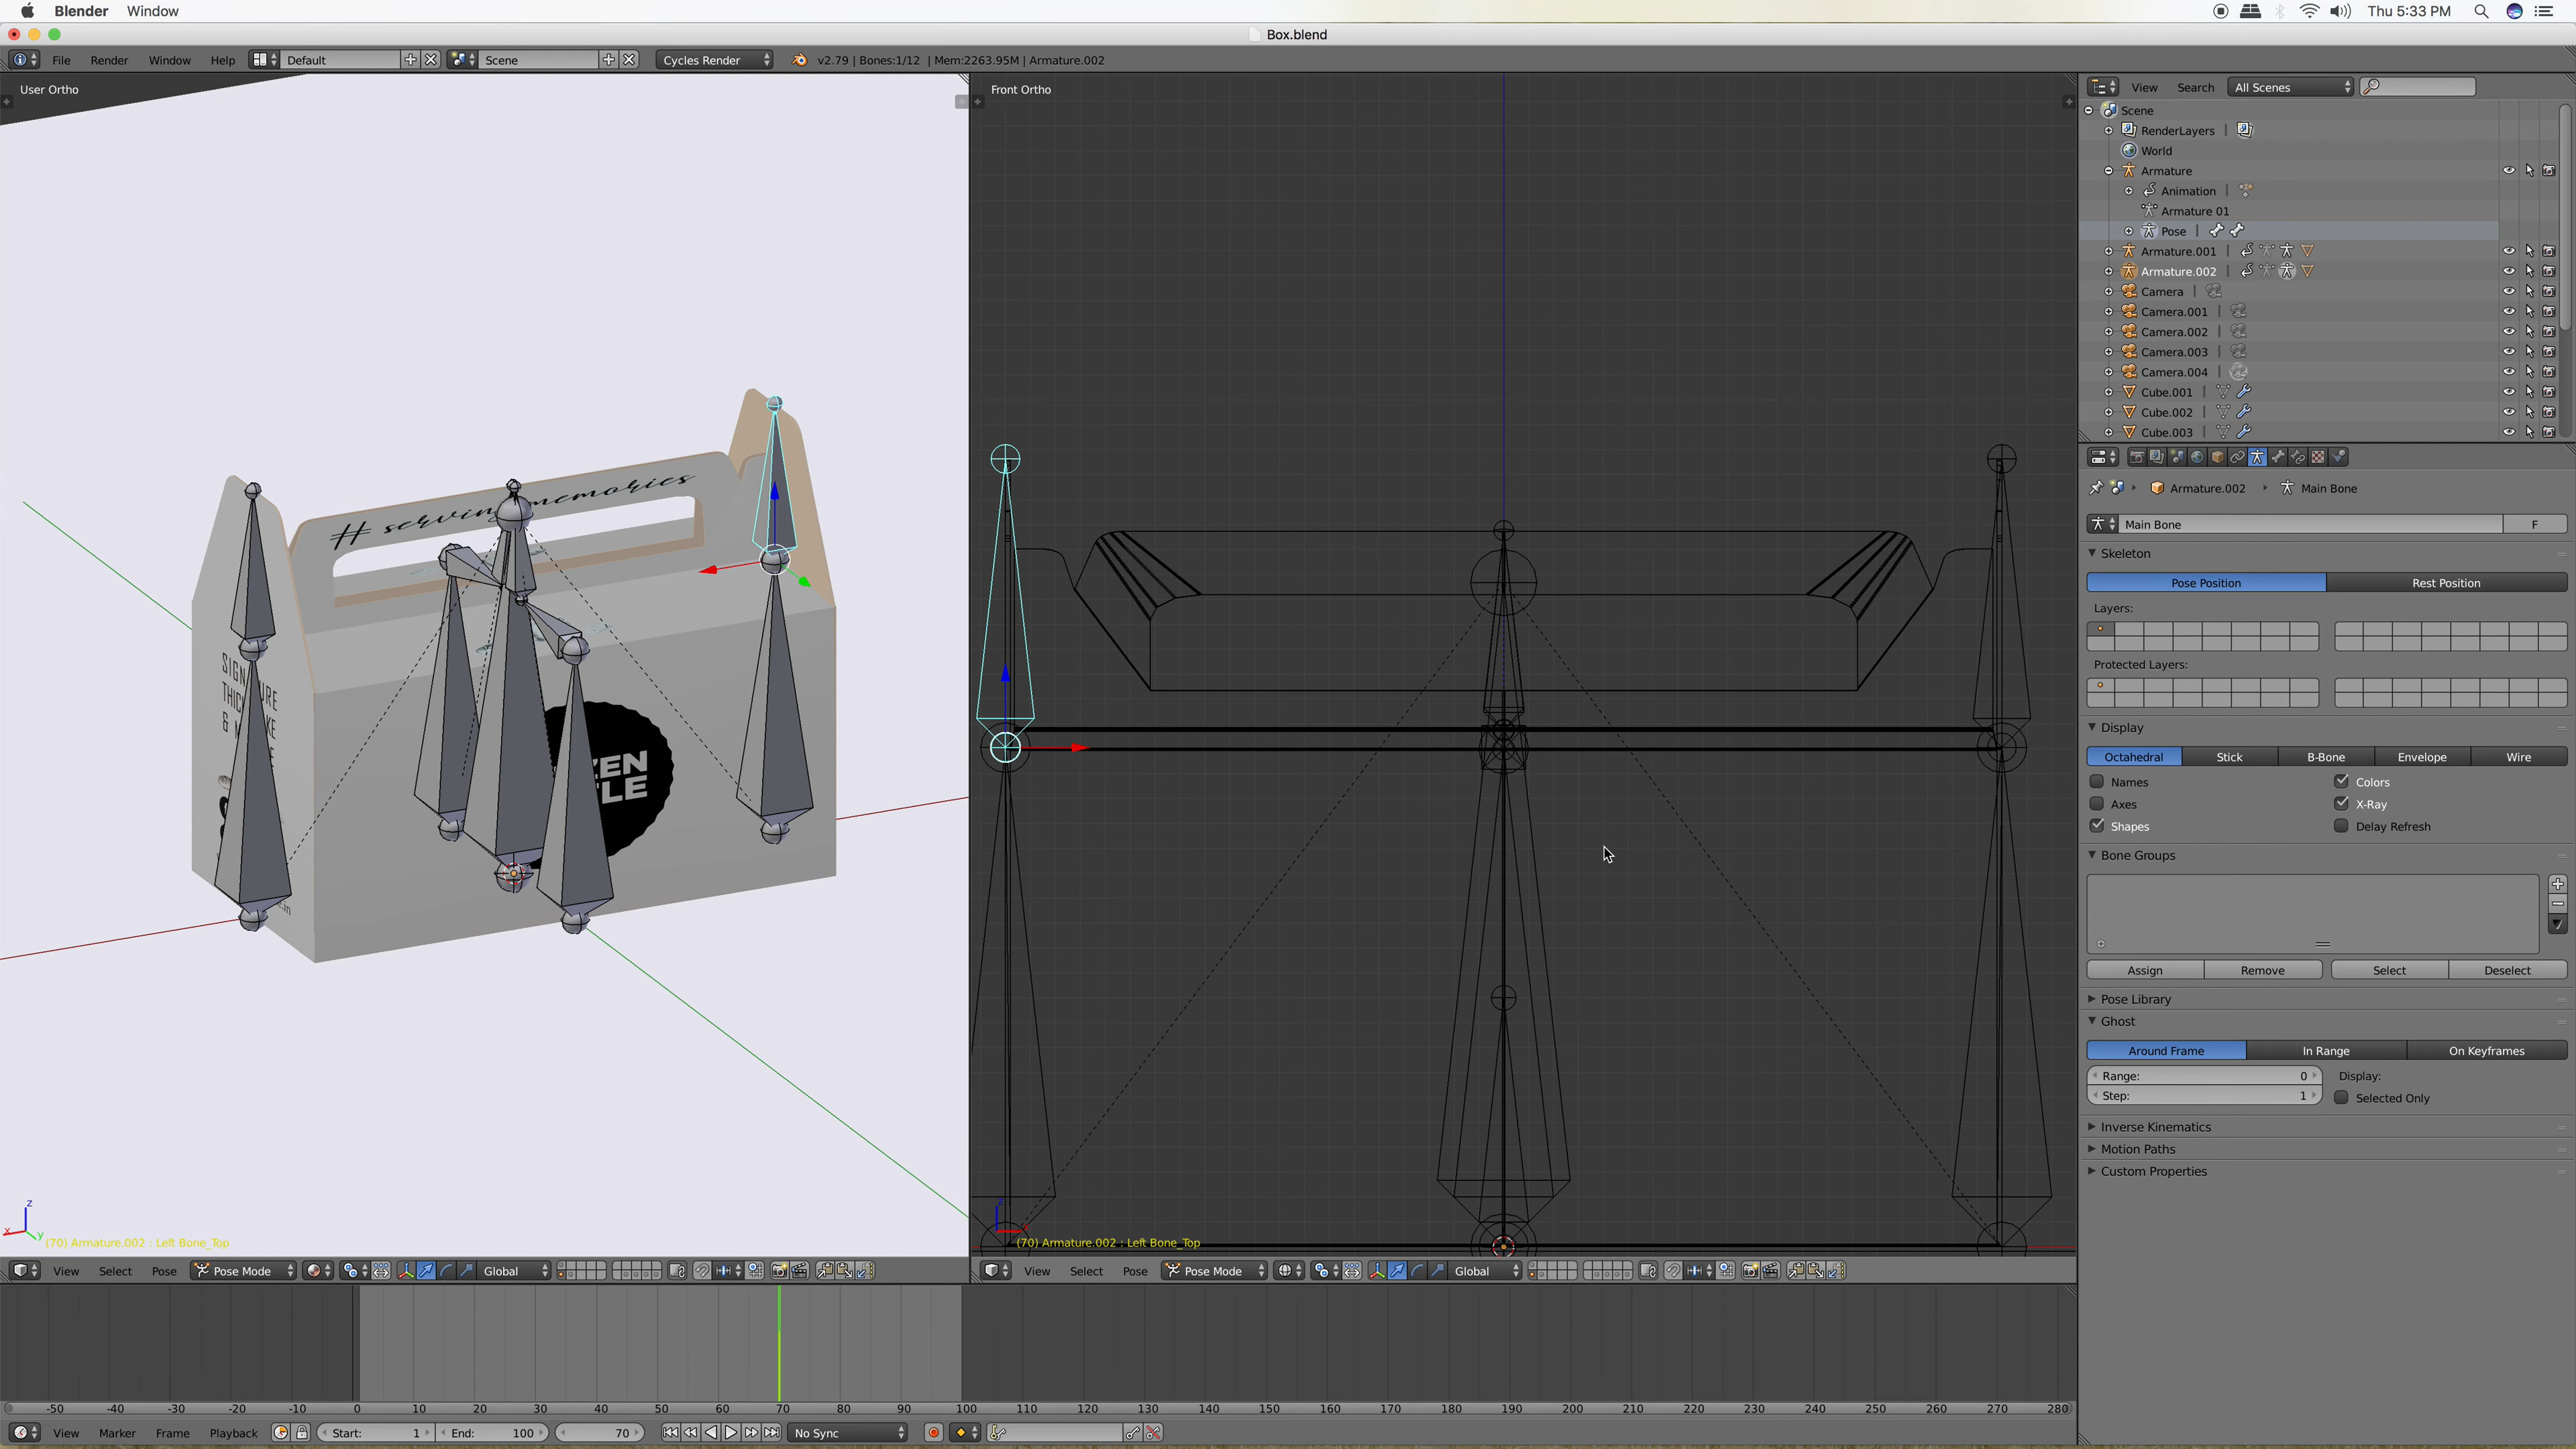 Blender Window Thu 5:33 PM
Box.blend
File Render Window Help Default Scene Cycles Render v2.79 | Bones:1/12 | Mem:2263.95M | Armature.002
User Ortho
Front Ortho
View Search All Scenes
Scene
RenderLayers
World
Armature
Animation
Armature 01
Pose
Armature.001
Armature.002
Camera
Camera.001
Camera.002
Camera.003
Camera.004
Cube.001
Cube.002
Cube.003
# serving memories
ZEN
TLE
Armature.002 Main Bone
Main Bone F
Skeleton
Pose Position Rest Position
Layers:
Protected Layers:
Display
Octahedral Stick B-Bone Envelope Wire
Names Colors
Axes X-Ray
Shapes Delay Refresh
Bone Groups
Assign Remove Select Deselect
Pose Library
Ghost
Around Frame In Range On Keyframes
Range: 0 Display:
Step: 1 Selected Only
Inverse Kinematics
Motion Paths
Custom Properties
z
x
y
(70) Armature.002 : Left Bone_Top
(70) Armature.002 : Left Bone_Top
View Select Pose Pose Mode Global
View Select Pose Pose Mode Global
-50 -40 -30 -20 -10 0 10 20 30 40 50 60 70 80 90 100 110 120 130 140 150 160 170 180 190 200 210 220 230 240 250 260 270 280
View Marker Frame Playback Start: 1 End: 100 70 No Sync